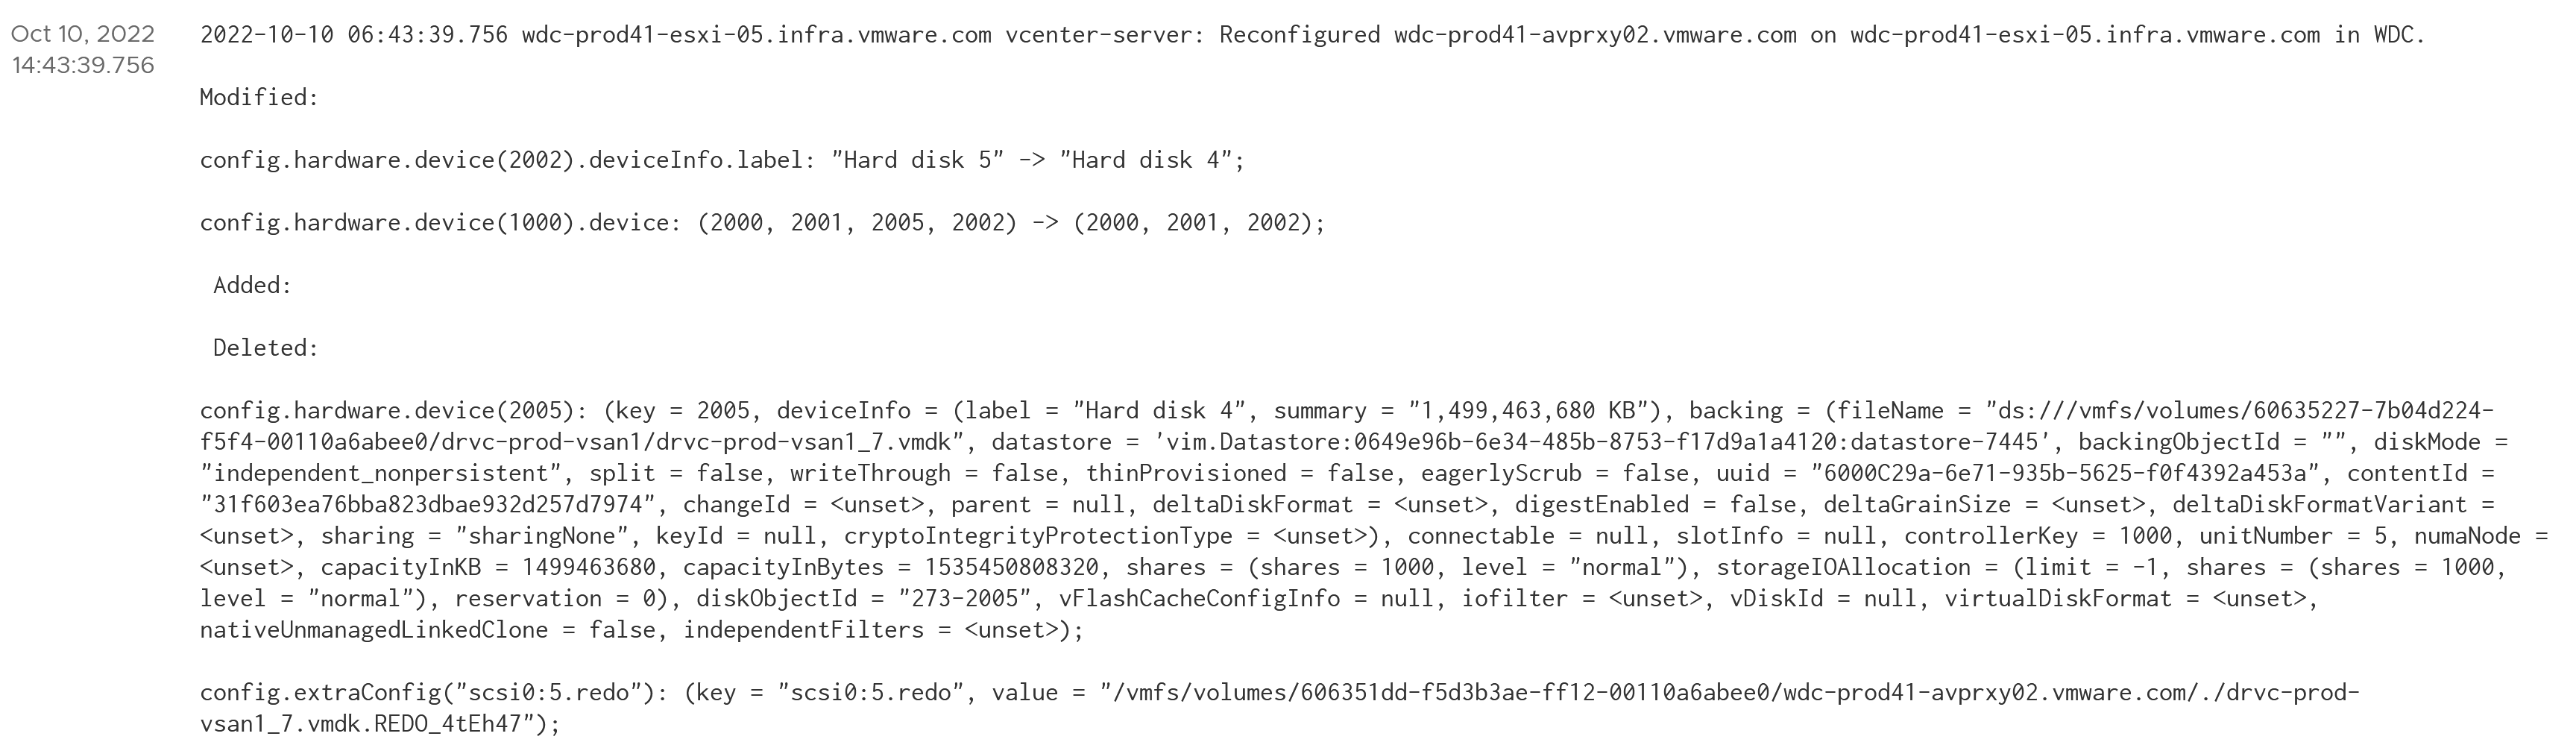 Oct 10, 2022
14:43:39.756
2022-10-10 06:43:39.756 wdc-prod41-esxi-05.infra.vmware.com vcenter-server: Reconfigured wdc-prod41-avprxy02.vmware.com on wdc-prod41-esxi-05.infra.vmware.com in WDC.
Modified:
config.hardware.device(2002).deviceInfo.label: "Hard disk 5" -> "Hard disk 4";
config.hardware.device(1000).device: (2000, 2001, 2005, 2002) -> (2000, 2001, 2002);
Added:
Deleted:
config.hardware.device(2005): (key = 2005, deviceInfo = (label = "Hard disk 4", summary = "1,499,463,680 KB"), backing = (fileName = "ds:///vmfs/volumes/60635227-7b04d224-
f5f4-00110a6abee0/drvc-prod-vsan1/drvc-prod-vsan1_7.vmdk", datastore = 'vim.Datastore:0649e96b-6e34-485b-8753-f17d9a1a4120:datastore-7445', backingObjectId = "", diskMode =
"independent_nonpersistent", split = false, writeThrough = false, thinProvisioned = false, eagerlyScrub = false, uuid = "6000C29a-6e71-935b-5625-f0f4392a453a", contentId =
"31f603ea76bba823dbae932d257d7974", changeId = <unset>, parent = null, deltaDiskFormat = <unset>, digestEnabled = false, deltaGrainSize = <unset>, deltaDiskFormatVariant =
<unset>, sharing = "sharingNone", keyId = null, cryptoIntegrityProtectionType = <unset>), connectable = null, slotInfo = null, controllerKey = 1000, unitNumber = 5, numaNode =
<unset>, capacityInKB = 1499463680, capacityInBytes = 1535450808320, shares = (shares = 1000, level = "normal"), storageIOAllocation = (limit = -1, shares = (shares = 1000,
level = "normal"), reservation = 0), diskObjectId = "273-2005", vFlashCacheConfigInfo = null, iofilter = <unset>, vDiskId = null, virtualDiskFormat = <unset>,
nativeUnmanagedLinkedClone = false, independentFilters = <unset>);
config.extraConfig("scsi0:5.redo"): (key = "scsi0:5.redo", value = "/vmfs/volumes/606351dd-f5d3b3ae-ff12-00110a6abee0/wdc-prod41-avprxy02.vmware.com/./drvc-prod-
vsan1_7.vmdk.REDO_4tEh47");